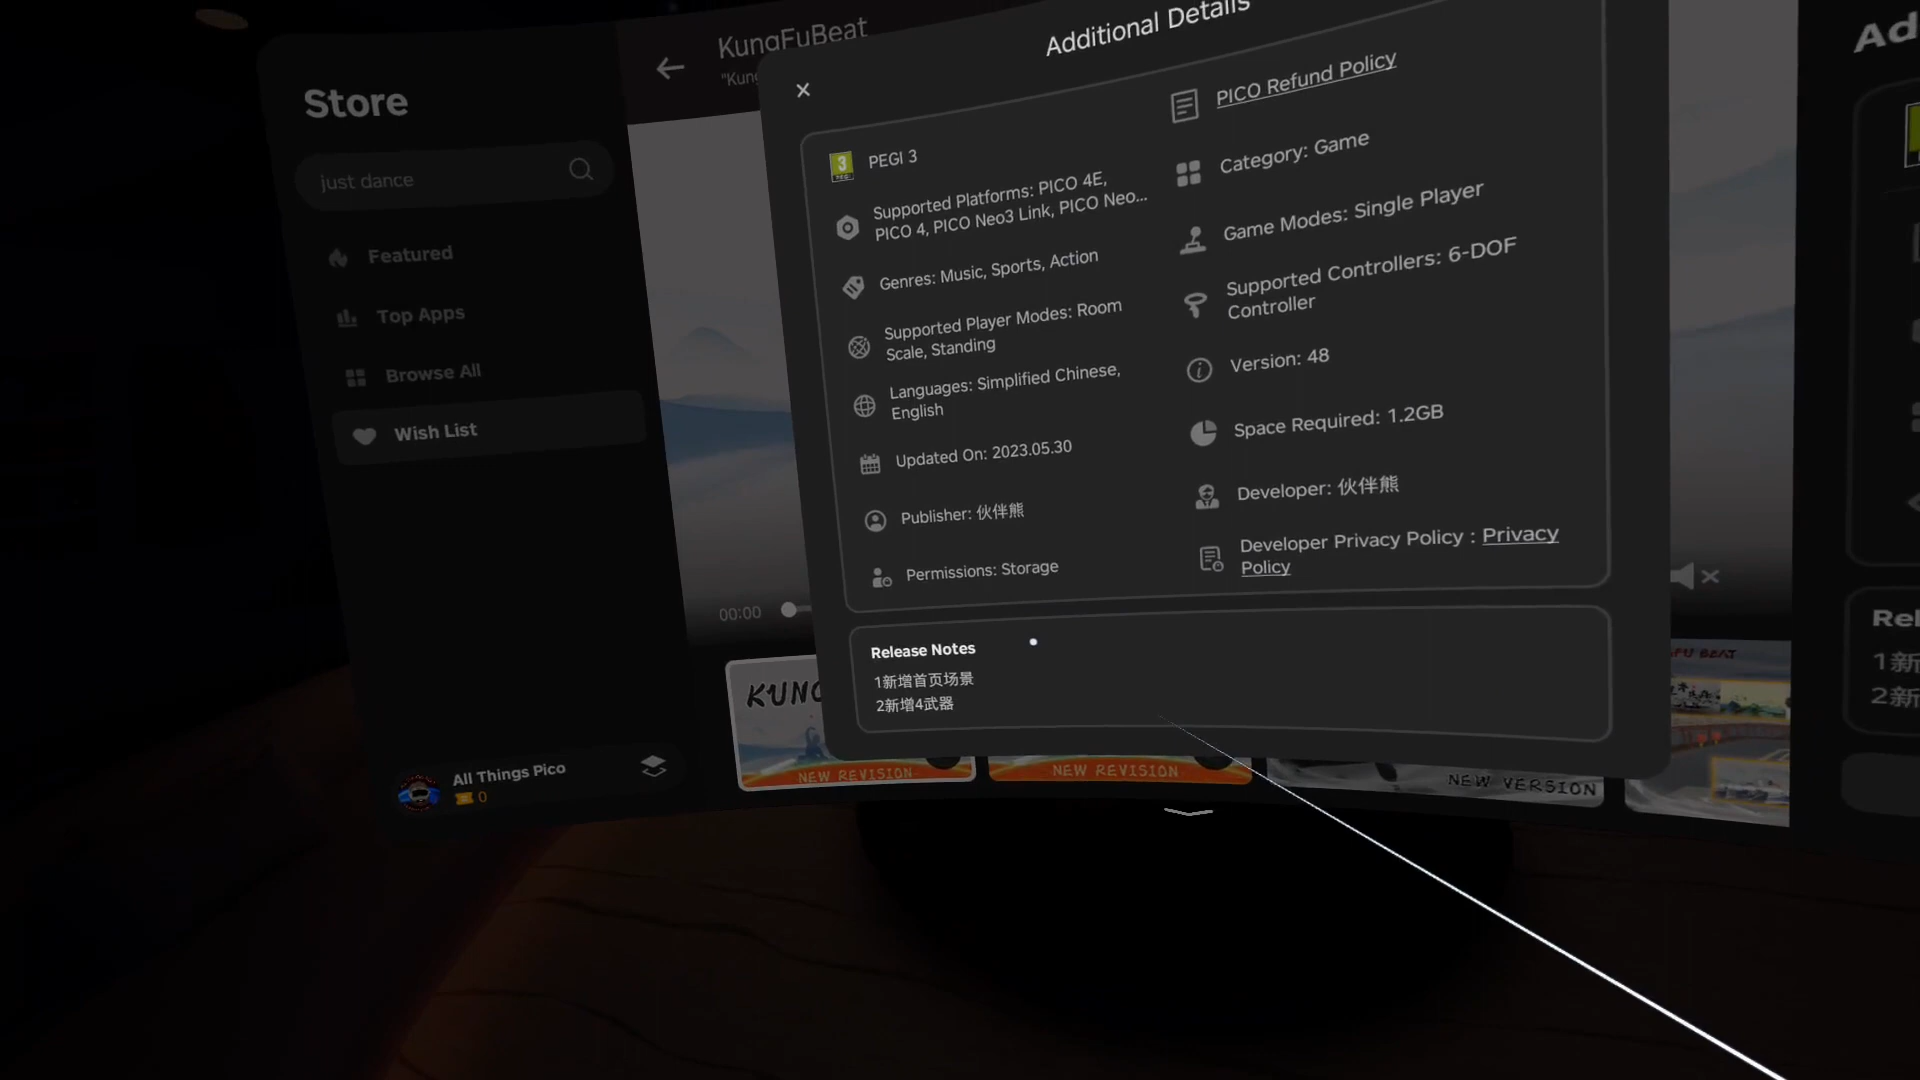 Store
just dance
Featured
Top Apps
Browse All
Wish List
All Things Pico
0
KungFuBeat
"Kung
Additional Details
3
PEGI 3
Supported Platforms: PICO 4E,
PICO 4, PICO Neo3 Link, PICO Neo...
Genres: Music, Sports, Action
Supported Player Modes: Room
Scale, Standing
Languages: Simplified Chinese,
English
Updated On: 2023.05.30
Publisher: 伙伴熊
Permissions: Storage
PICO Refund Policy
Category: Game
Game Modes: Single Player
Supported Controllers: 6-DOF
Controller
Version: 48
Space Required: 1.2GB
Developer: 伙伴熊
Developer Privacy Policy : Privacy
Policy
Release Notes
1新增首页场景
2新增4武器
00:00
KUNG
NEW REVISION
NEW REVISION
NEW VERSION
FU BEAT
Ad
Rel
1新
2新